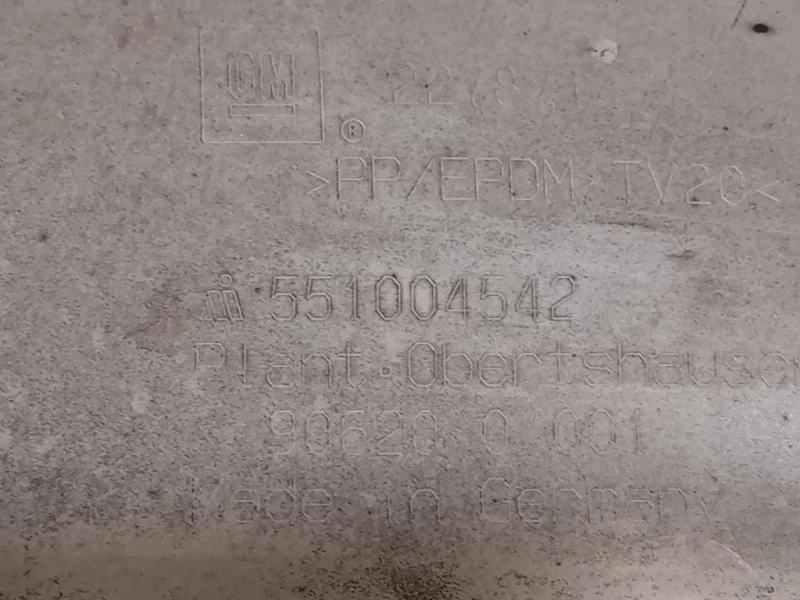 GM ®
>PP/EPDM TV20<
551004542
Plant Obertshausen
Made in Germany